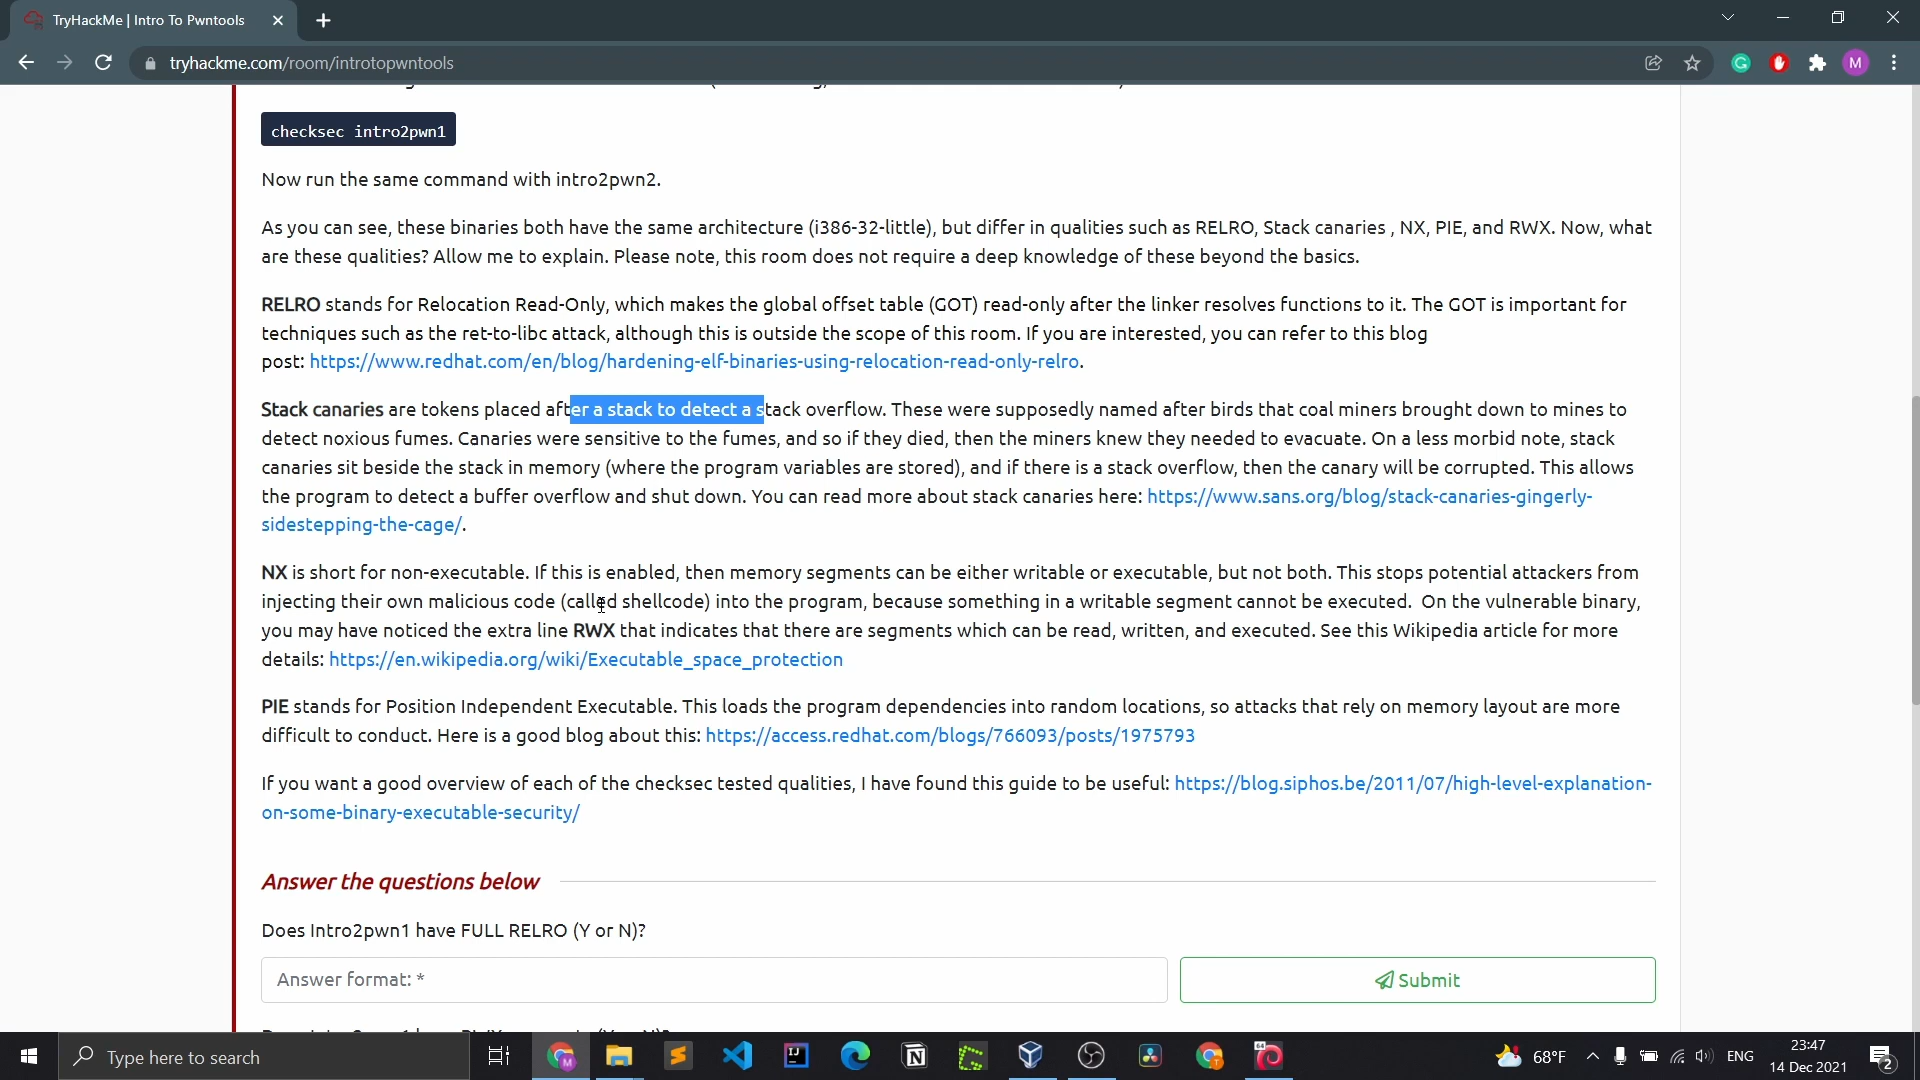 TryHackMe | Intro To Pwntools
tryhackme.com/room/introtopwntools
M
checksec intro2pwn1
Now run the same command with intro2pwn2.
As you can see, these binaries both have the same architecture (i386-32-little), but differ in qualities such as RELRO, Stack canaries , NX, PIE, and RWX. Now, what
are these qualities? Allow me to explain. Please note, this room does not require a deep knowledge of these beyond the basics.
RELRO stands for Relocation Read-Only, which makes the global offset table (GOT) read-only after the linker resolves functions to it. The GOT is important for
techniques such as the ret-to-libc attack, although this is outside the scope of this room. If you are interested, you can refer to this blog
post: https://www.redhat.com/en/blog/hardening-elf-binaries-using-relocation-read-only-relro.
Stack canaries are tokens placed after a stack to detect a stack overflow. These were supposedly named after birds that coal miners brought down to mines to
detect noxious fumes. Canaries were sensitive to the fumes, and so if they died, then the miners knew they needed to evacuate. On a less morbid note, stack
canaries sit beside the stack in memory (where the program variables are stored), and if there is a stack overflow, then the canary will be corrupted. This allows
the program to detect a buffer overflow and shut down. You can read more about stack canaries here: https://www.sans.org/blog/stack-canaries-gingerly-
sidestepping-the-cage/.
NX is short for non-executable. If this is enabled, then memory segments can be either writable or executable, but not both. This stops potential attackers from
injecting their own malicious code (called shellcode) into the program, because something in a writable segment cannot be executed. On the vulnerable binary,
you may have noticed the extra line RWX that indicates that there are segments which can be read, written, and executed. See this Wikipedia article for more
details: https://en.wikipedia.org/wiki/Executable_space_protection
PIE stands for Position Independent Executable. This loads the program dependencies into random locations, so attacks that rely on memory layout are more
difficult to conduct. Here is a good blog about this: https://access.redhat.com/blogs/766093/posts/1975793
If you want a good overview of each of the checksec tested qualities, I have found this guide to be useful: https://blog.siphos.be/2011/07/high-level-explanation-
on-some-binary-executable-security/
Answer the questions below
Does Intro2pwn1 have FULL RELRO (Y or N)?
Answer format: *
Submit
Type here to search
68°F
ENG
23:47
14 Dec 2021
2